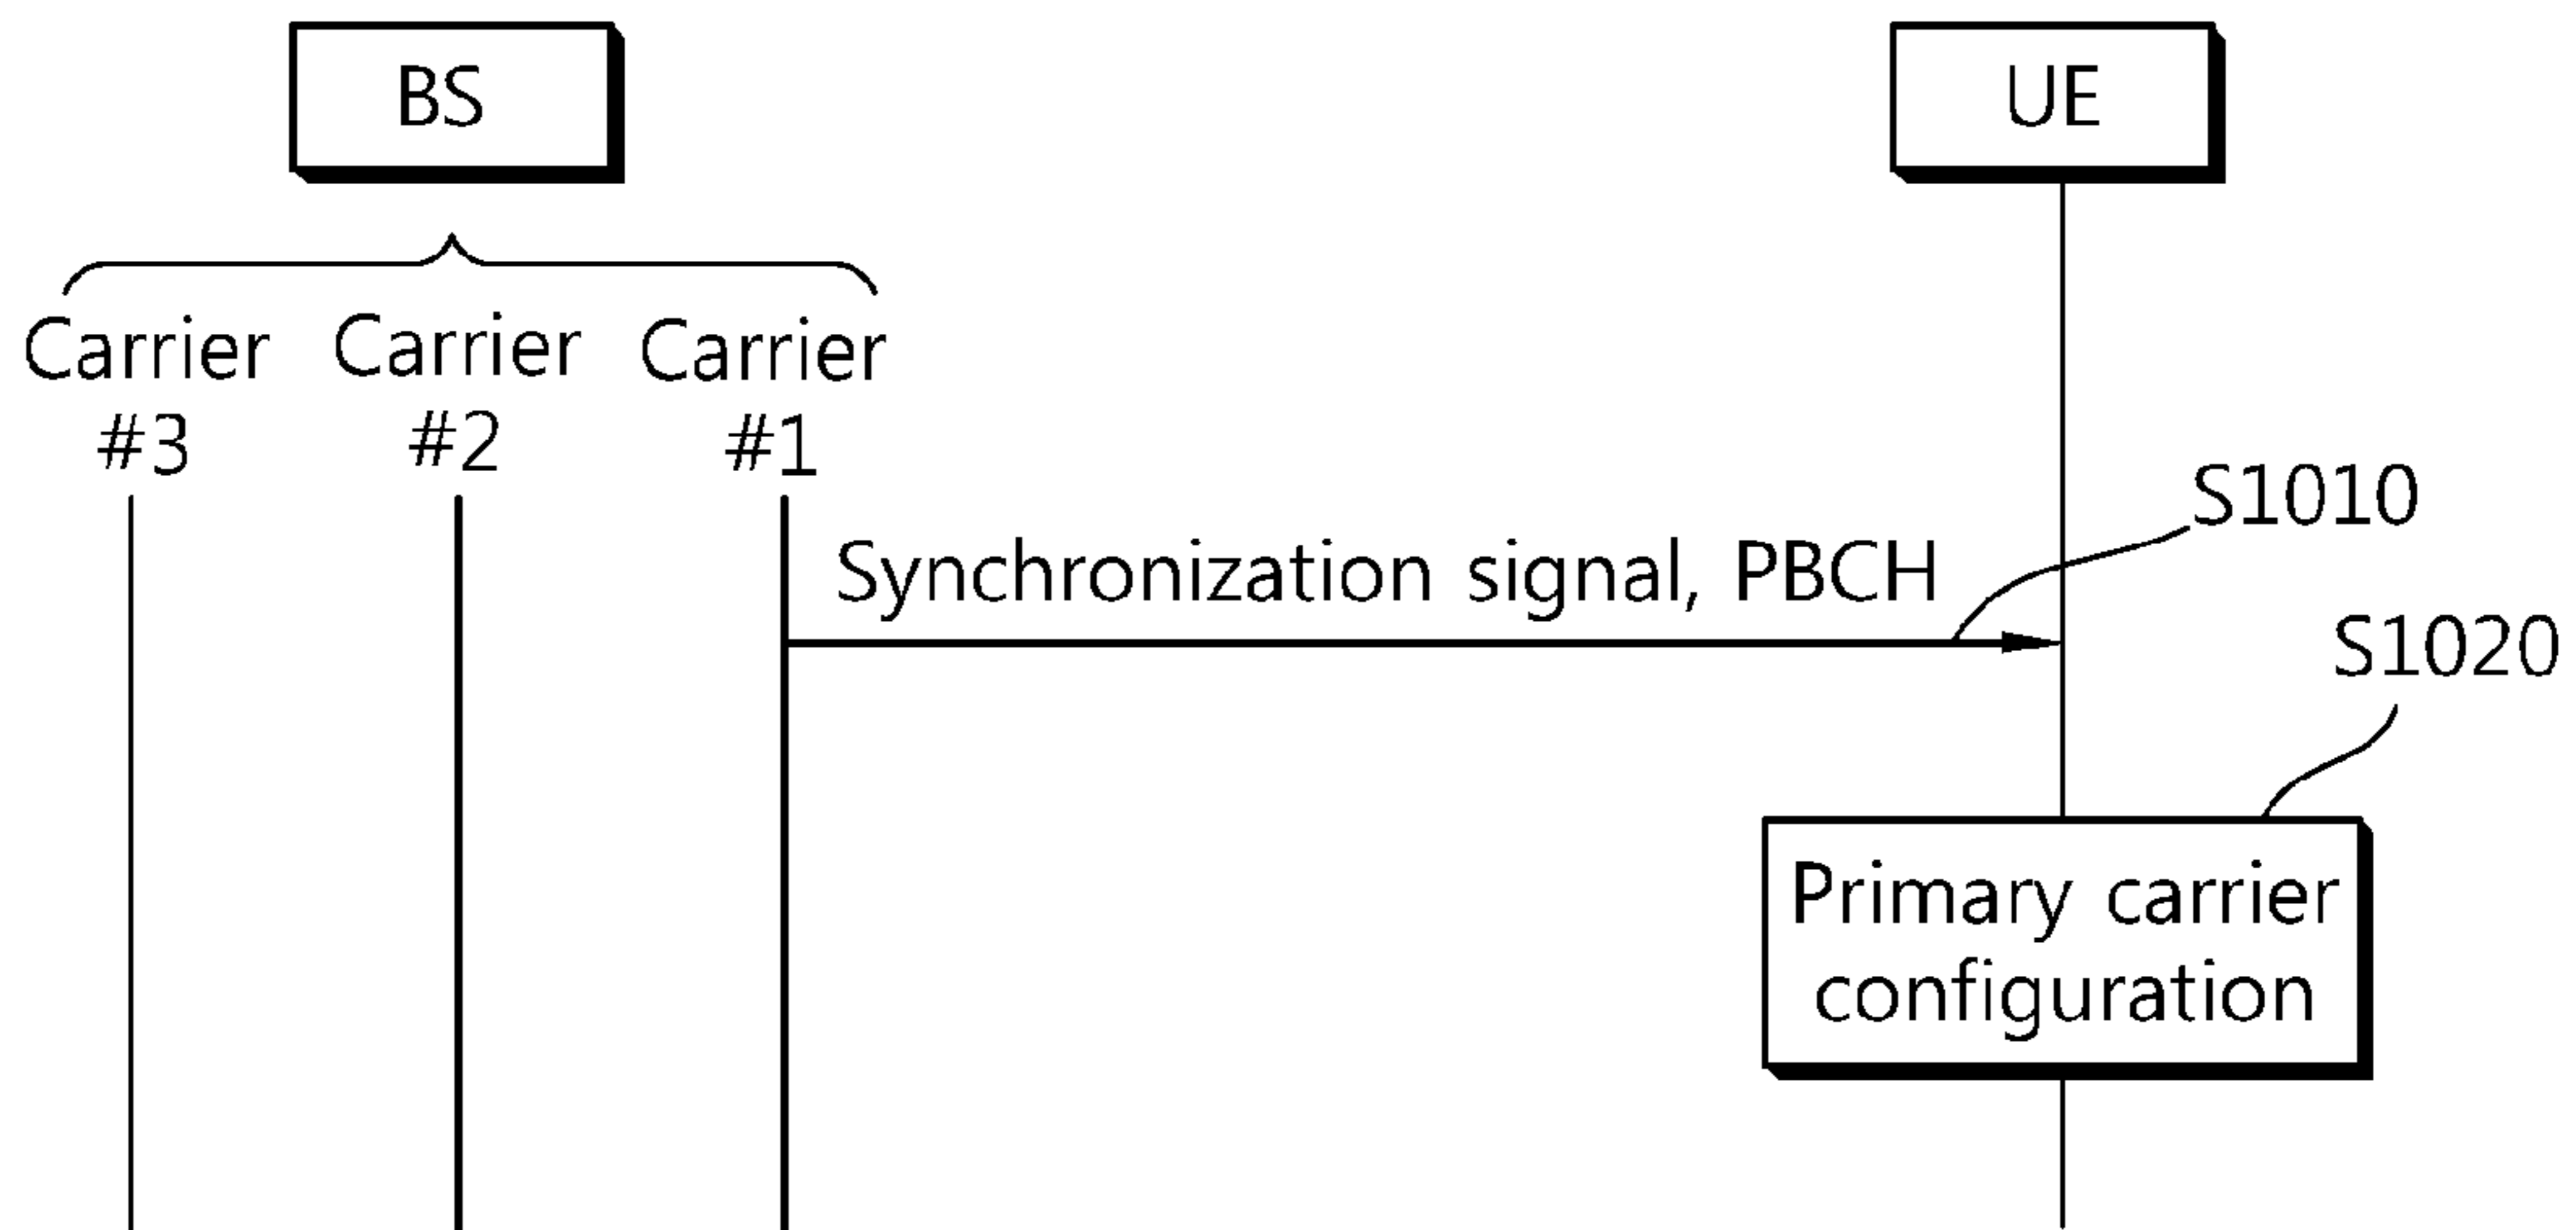 BS
UE
Carrier
#3
Carrier
#2
Carrier
#1
Synchronization signal, PBCH
S1010
S1020
Primary carrier
configuration